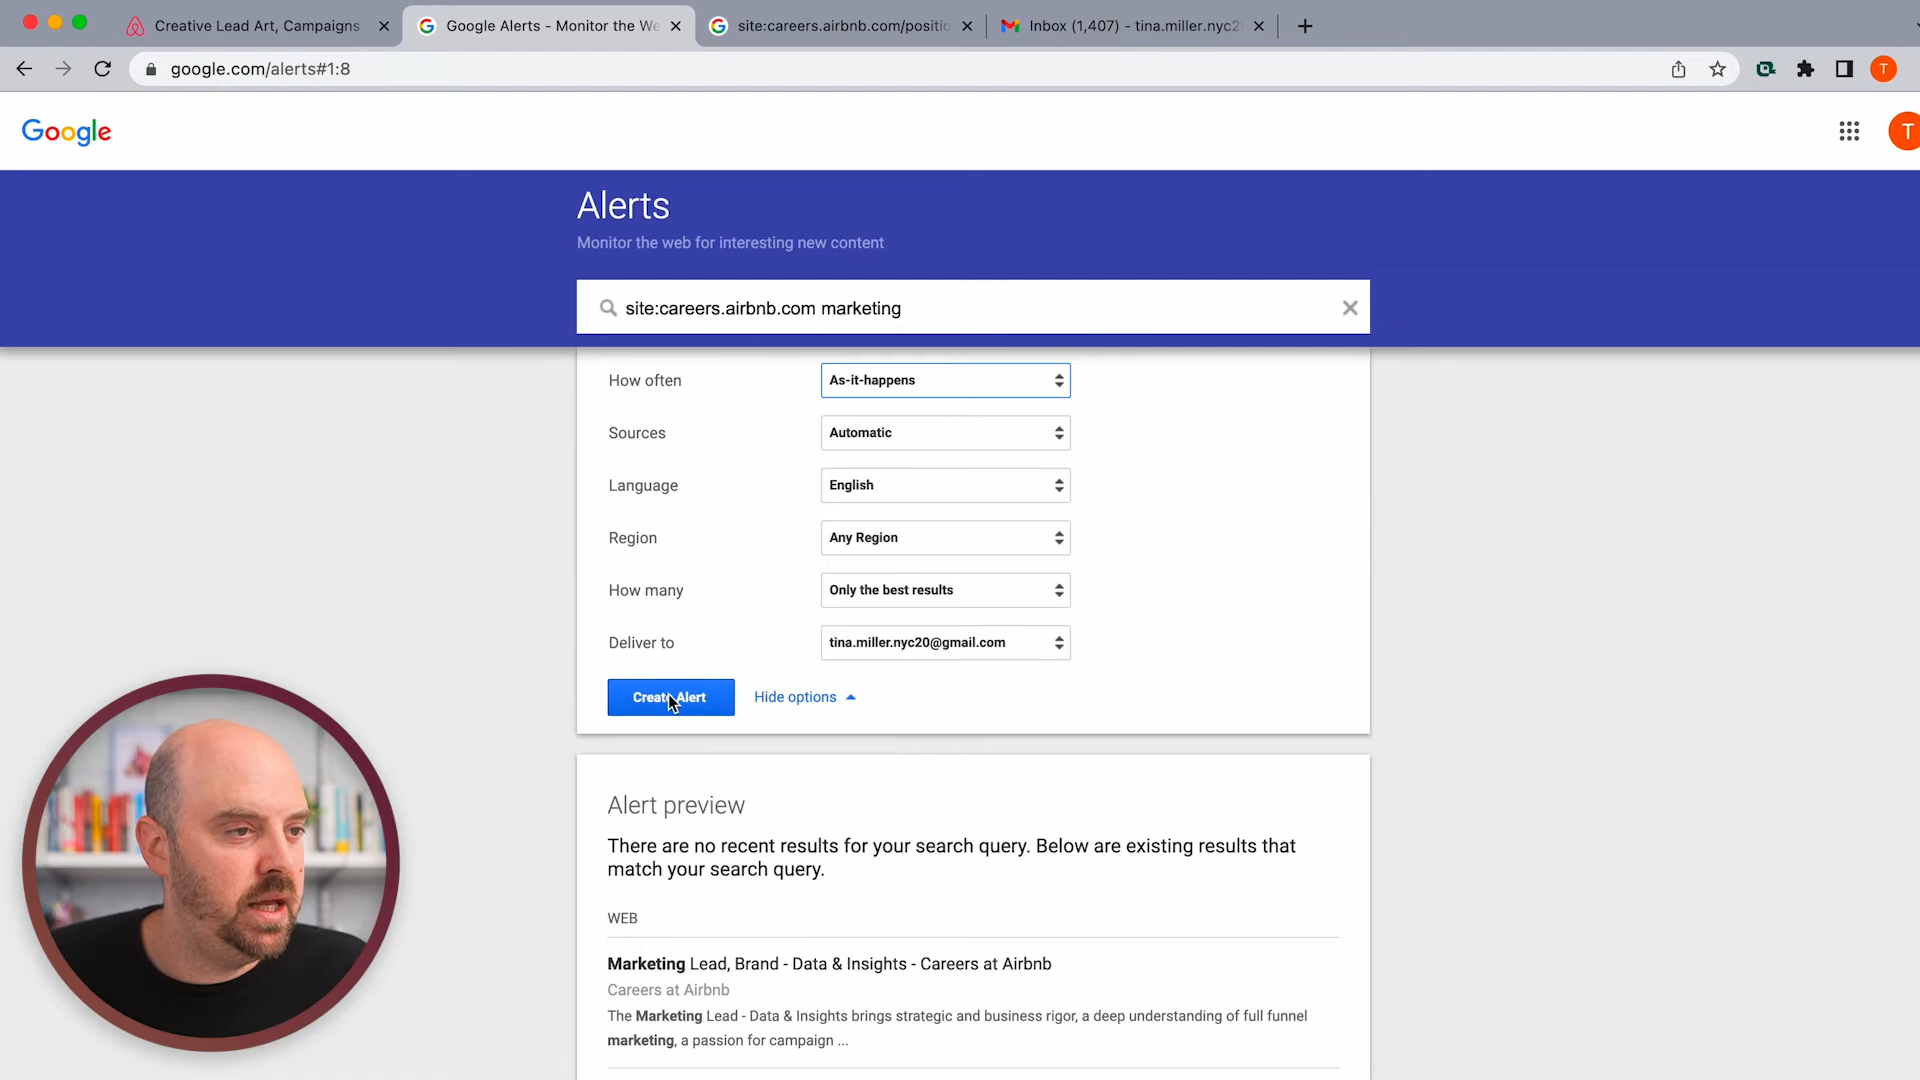 Creative Lead Art, Campaigns
Google Alerts - Monitor the We
site:careers.airbnb.com/positio
Inbox (1,407) - tina.miller.nyc2
google.com/alerts#1:8
T
Google
T
Alerts
Monitor the web for interesting new content
site:careers.airbnb.com marketing
How often As-it-happens
Sources Automatic
Language English
Region Any Region
How many Only the best results
Deliver to tina.miller.nyc20@gmail.com
Create Alert Hide options
Alert preview
There are no recent results for your search query. Below are existing results that
match your search query.
WEB
Marketing Lead, Brand - Data & Insights - Careers at Airbnb
Careers at Airbnb
The Marketing Lead - Data & Insights brings strategic and business rigor, a deep understanding of full funnel
marketing, a passion for campaign ...